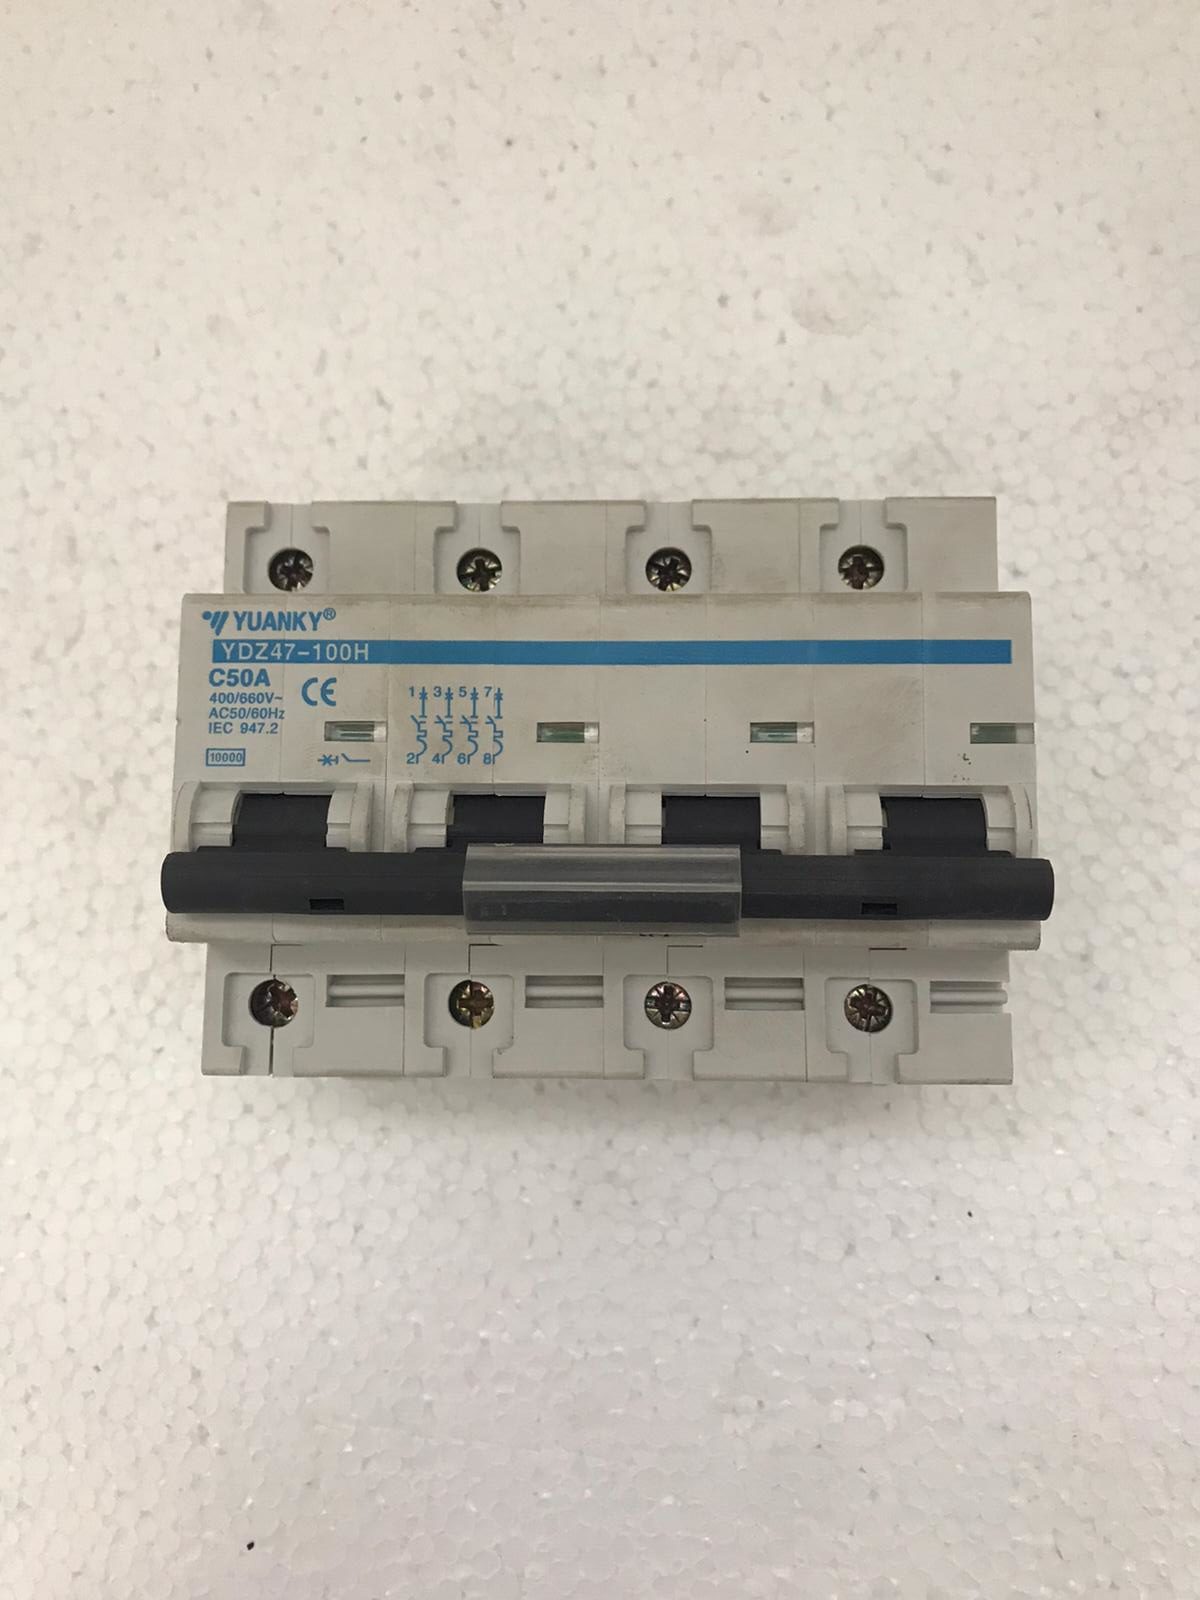 YUANKY®
YDZ47-100H
C50A
400/660V~
AC50/60Hz
IEC 947.2
CE
10000
1 3 5 7
2 4 6 8